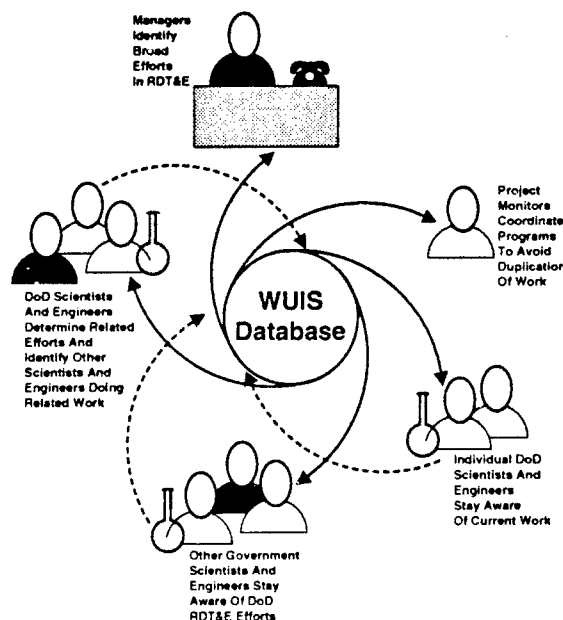 Managers
Identify
Broad
Efforts
In RDT&E
Project
Monitors
Coordinate
Programs
To Avoid
Duplication
Of Work
WUIS
Database
DoD Scientists
And Engineers
Determine Related
Efforts And
Identify Other
Scientists And
Engineers Doing
Related Work
Individual DoD
Scientists And
Engineers
Stay Aware
Of Current Work
Other Government
Scientists And
Engineers Stay
Aware Of DoD
RDT&E Efforts